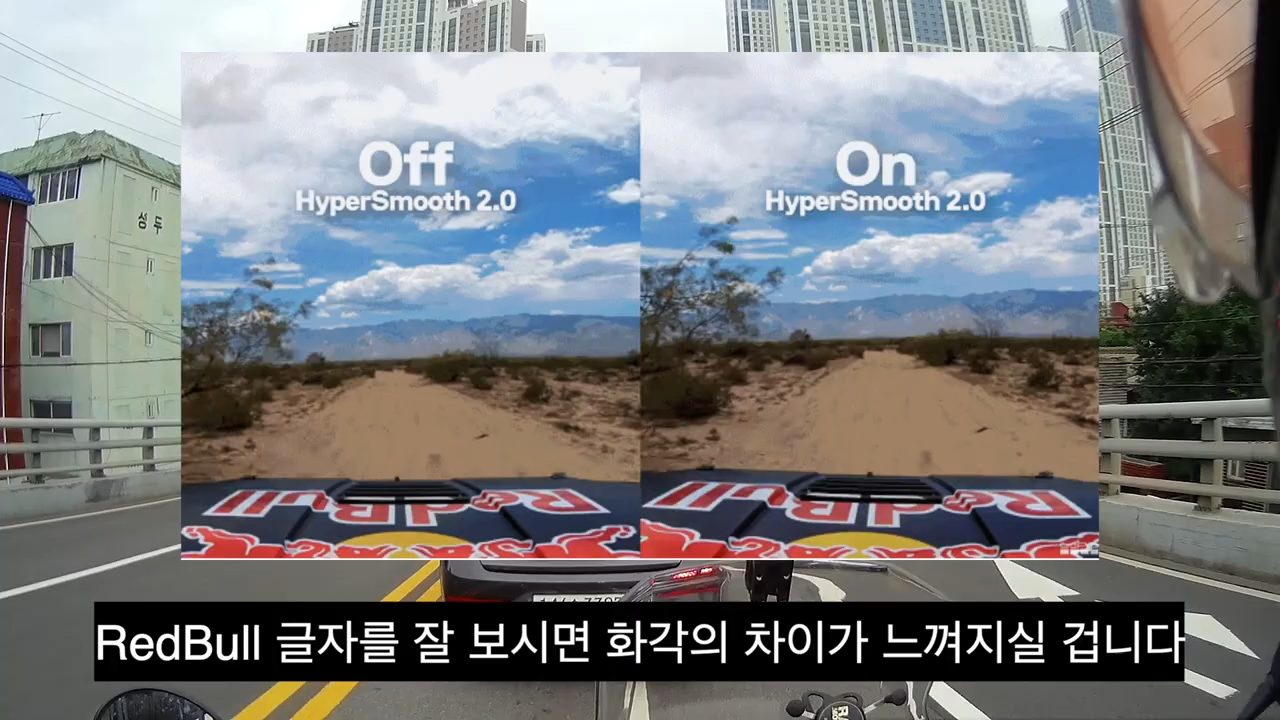 Off
HyperSmooth 2.0
On
HyperSmooth 2.0
성두
RedBull
RedBull
RedBull 글자를 잘 보시면 화각의 차이가 느껴지실 겁니다